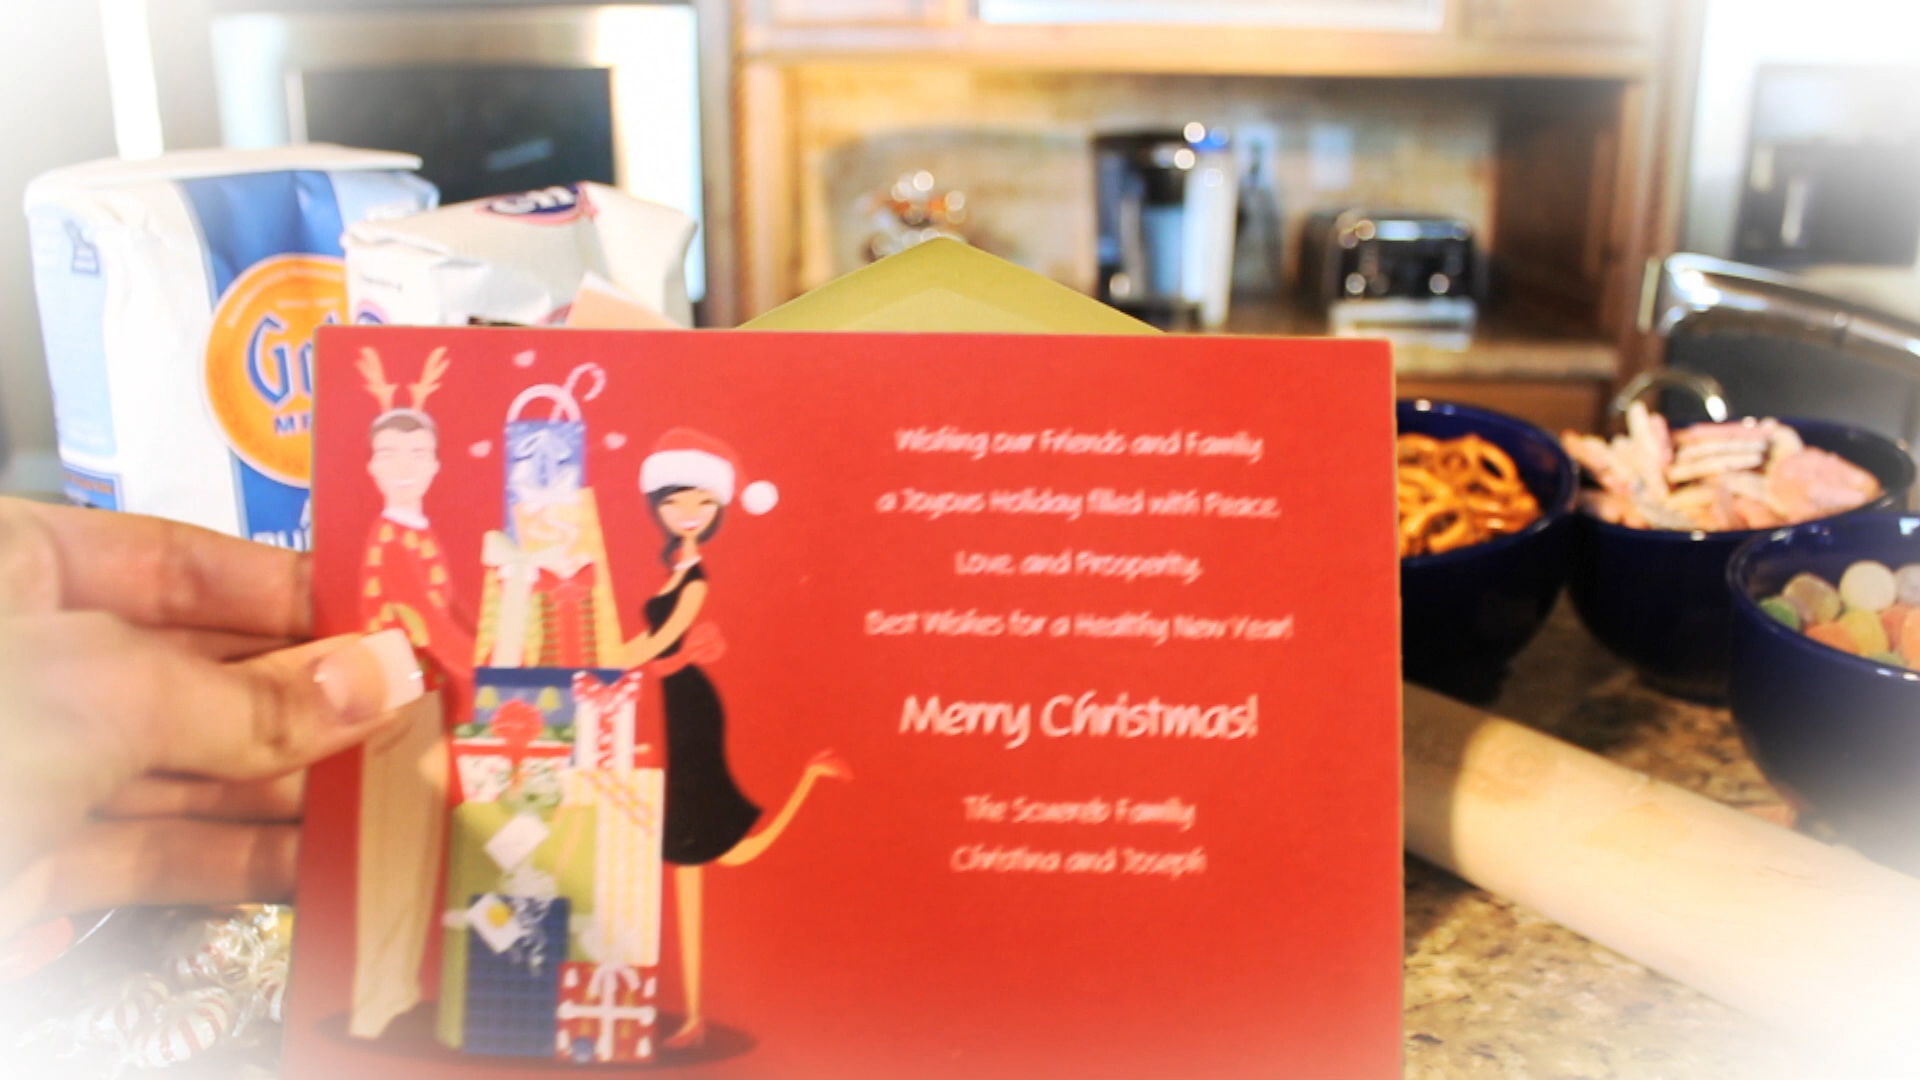 Wishing our Friends and Family
a Joyous Holiday filled with Peace,
Love, and Prosperity.
Best Wishes for a Healthy New Year!
Merry Christmas!
The Family
Christina and Joseph